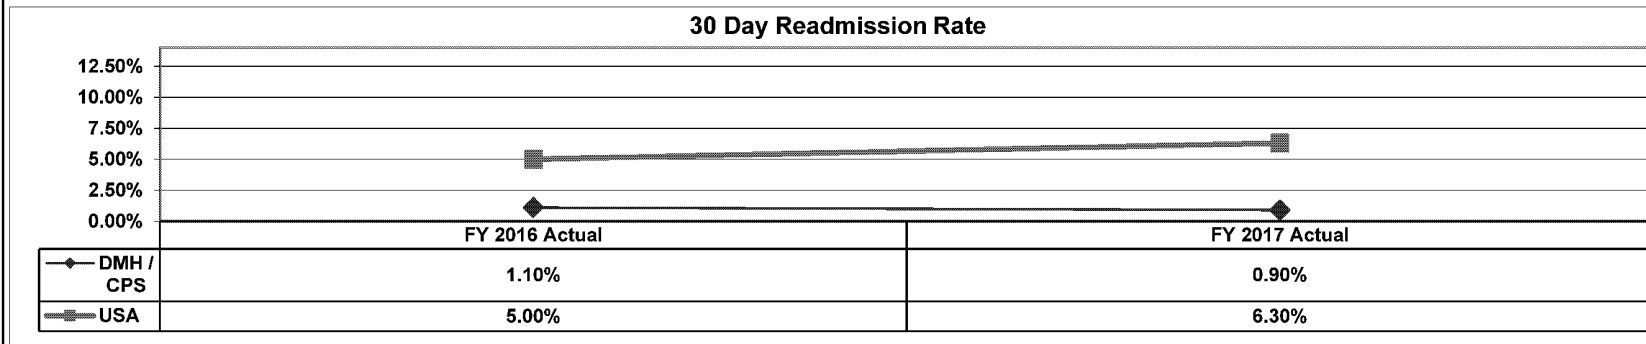 30 Day Readmission Rate
12.50%
10.00%
7.50%
5.00%
2.50%
0.00%
FY 2016 Actual FY 2017 Actual
DMH /
CPS 1.10% 0.90%
USA 5.00% 6.30%